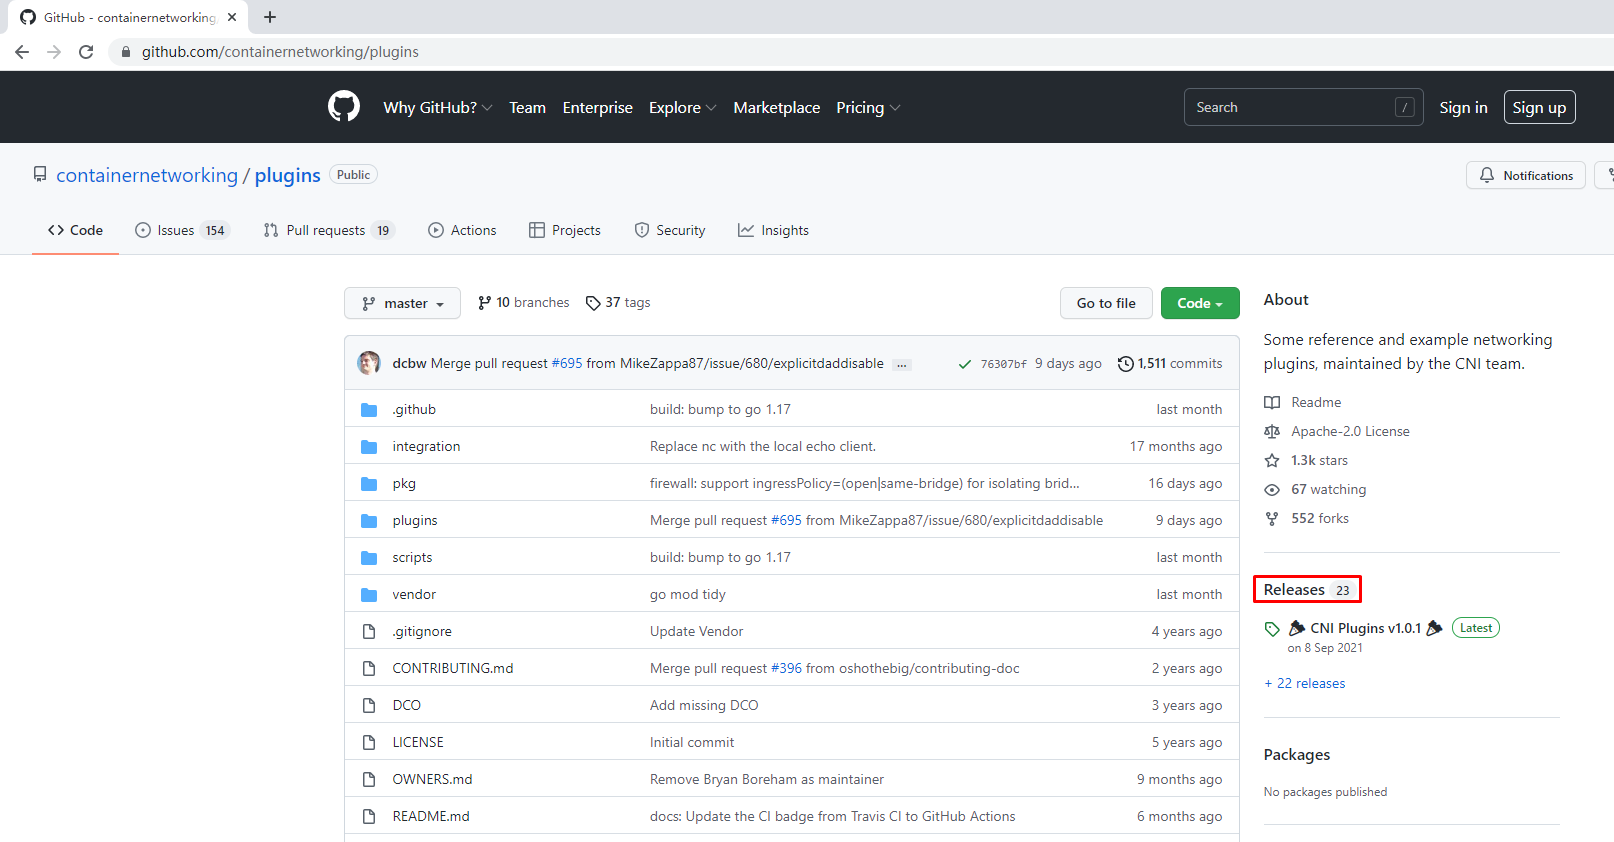 GitHub - containernetworking
github.com/containernetworking/plugins
Why GitHub? Team Enterprise Explore Marketplace Pricing Search / Sign in Sign up
containernetworking / plugins Public Notifications
Code Issues 154 Pull requests 19 Actions Projects Security Insights
master 10 branches 37 tags Go to file Code
dcbw Merge pull request #695 from MikeZappa87/issue/680/explicitdaddisable ... 76307bf 9 days ago 1,511 commits
.github build: bump to go 1.17 last month
integration Replace nc with the local echo client. 17 months ago
pkg firewall: support ingressPolicy=(open|same-bridge) for isolating brid... 16 days ago
plugins Merge pull request #695 from MikeZappa87/issue/680/explicitdaddisable 9 days ago
scripts build: bump to go 1.17 last month
vendor go mod tidy last month
.gitignore Update Vendor 4 years ago
CONTRIBUTING.md Merge pull request #396 from oshothebig/contributing-doc 2 years ago
DCO Add missing DCO 3 years ago
LICENSE Initial commit 5 years ago
OWNERS.md Remove Bryan Boreham as maintainer 9 months ago
README.md docs: Update the CI badge from Travis CI to GitHub Actions 6 months ago
About
Some reference and example networking
plugins, maintained by the CNI team.
Readme
Apache-2.0 License
1.3k stars
67 watching
552 forks
Releases 23
CNI Plugins v1.0.1 Latest
on 8 Sep 2021
+ 22 releases
Packages
No packages published